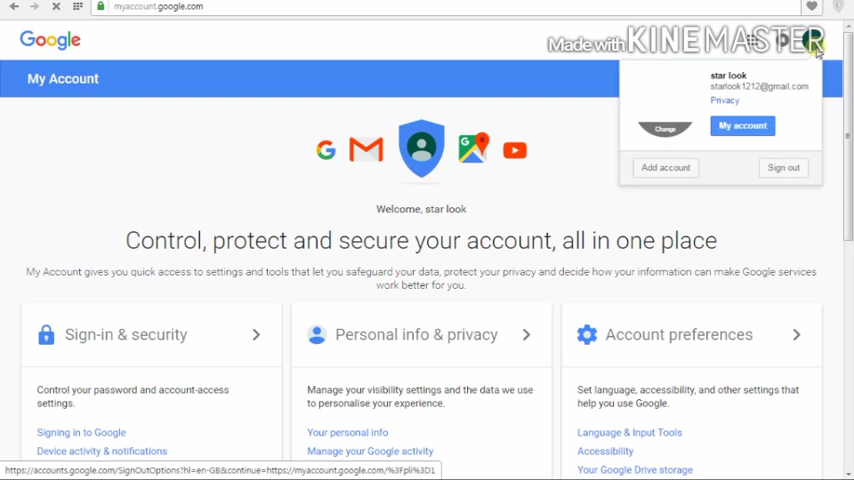 myaccount.google.com
Google
Made with KINEMASTER
My Account
star look
starlook1212@gmail.com
Privacy
Change
My account
Add account
Sign out
Welcome, star look
Control, protect and secure your account, all in one place
My Account gives you quick access to settings and tools that let you safeguard your data, protect your privacy and decide how your information can make Google services
work better for you.
Sign-in & security
Control your password and account-access
settings.
Signing in to Google
Device activity & notifications
Personal info & privacy
Manage your visibility settings and the data we use
to personalise your experience.
Your personal info
Manage your Google activity
Account preferences
Set language, accessibility, and other settings that
help you use Google.
Language & Input Tools
Accessibility
Your Google Drive storage
https://accounts.google.com/SignOutOptions?hl=en-GB&continue=https://myaccount.google.com/%3Fpli%3D1